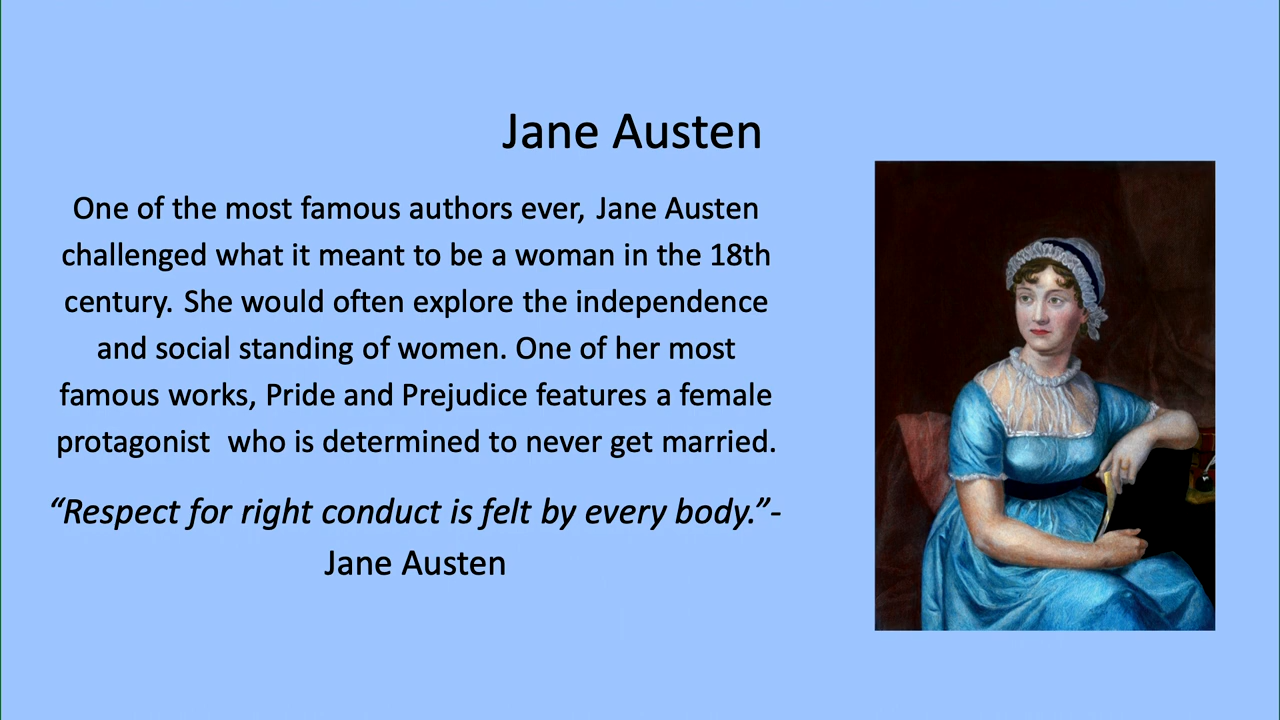 Jane Austen
One of the most famous authors ever, Jane Austen
challenged what it meant to be a woman in the 18th
century. She would often explore the independence
and social standing of women. One of her most
famous works, Pride and Prejudice features a female
protagonist  who is determined to never get married.
“Respect for right conduct is felt by every body.”-
Jane Austen